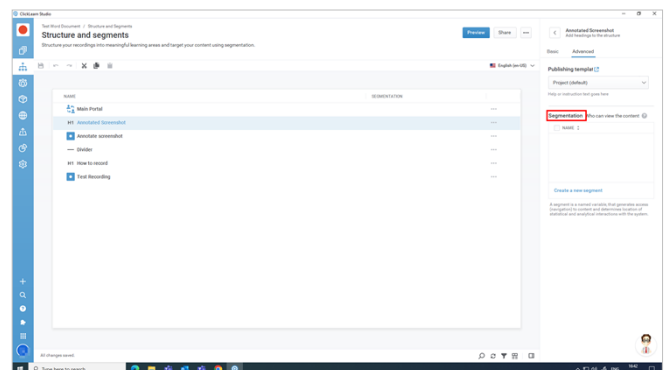 ClickLearn Studio
Test Word Document / Structure and Segments
Structure and segments
Structure your recordings into meaningful learning areas and target your content using segmentation.
Preview
Share
Annotated Screenshot
Add headings to the structure
Basic
Advanced
English (en-US)
Publishing templat
Project (default)
Help or instruction text goes here
NAME
SEGMENTATION
Main Portal
H1 Annotated Screenshot
Annotate screenshot
Divider
H1 How to record
Test Recording
Segmentation Who can view the content
NAME
Create a new segment
A segment is a named variable that generates access
(navigation) to content and determine location of
statistical and analytical interactions with the system
All changes saved.
Type here to search
ENG